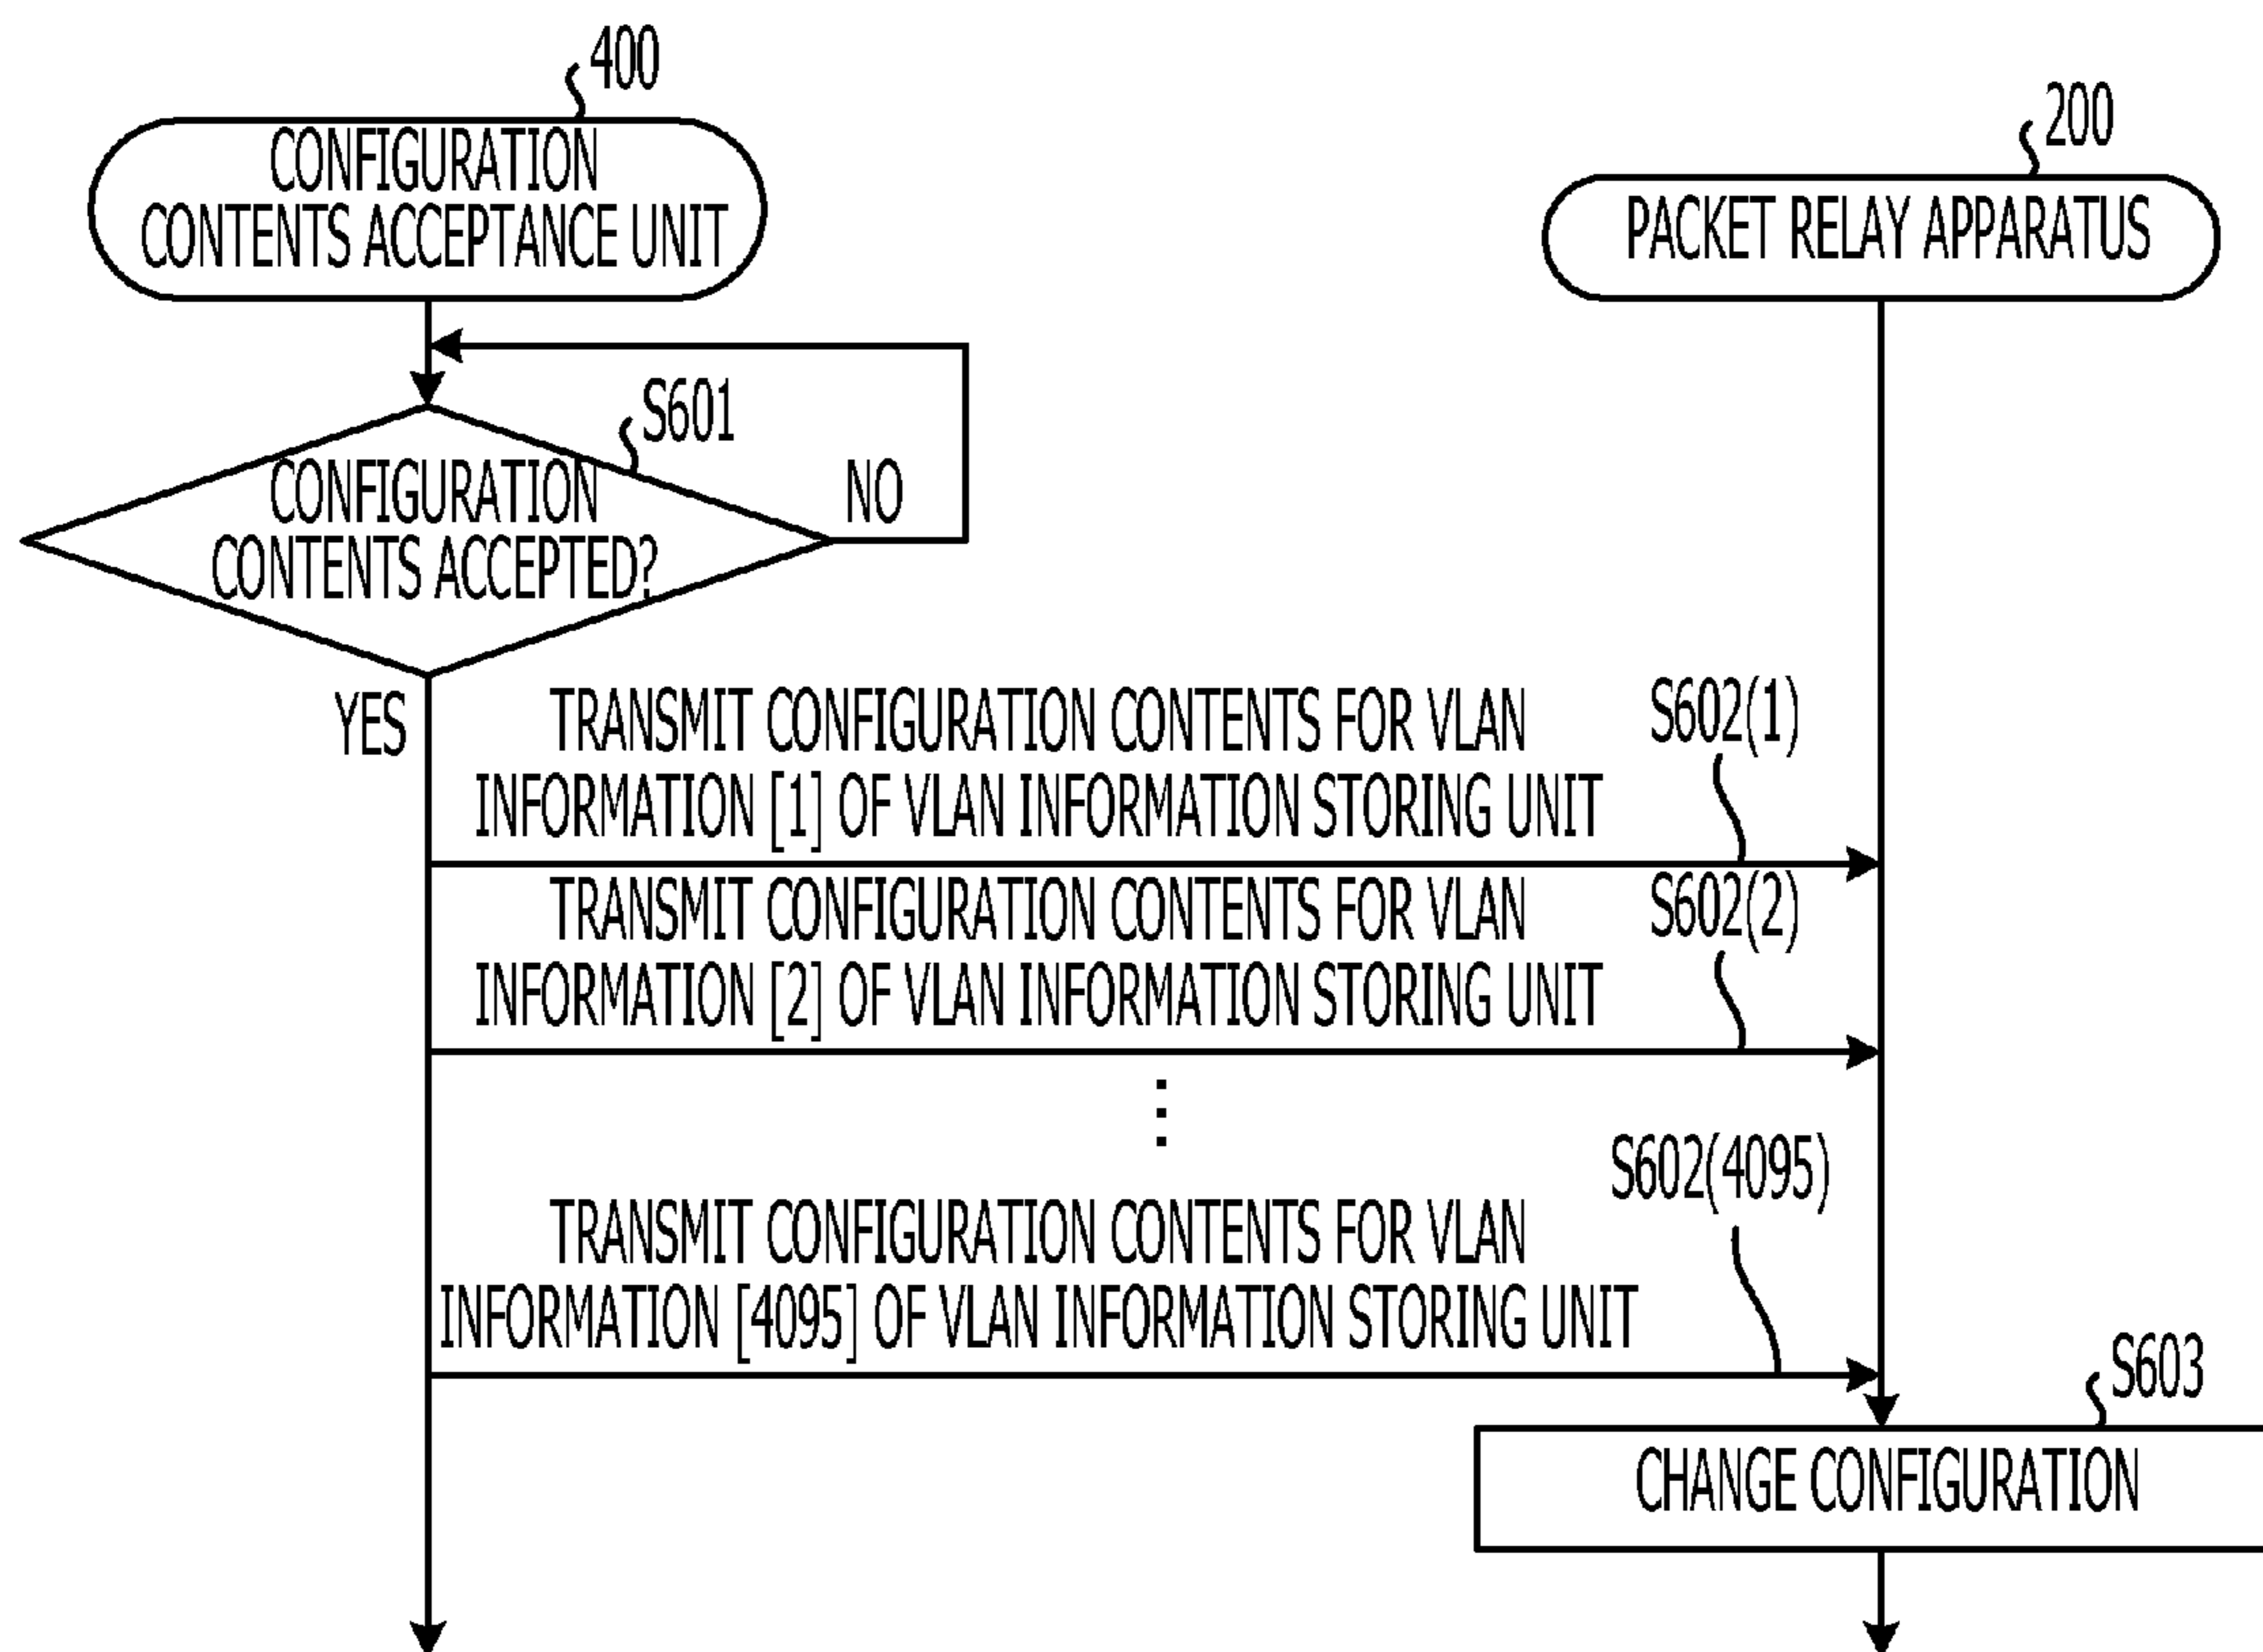 400
CONFIGURATION
CONTENTS ACCEPTANCE UNIT
200
PACKET RELAY APPARATUS
S601
CONFIGURATION
CONTENTS ACCEPTED?
NO
YES
TRANSMIT CONFIGURATION CONTENTS FOR VLAN
INFORMATION [1] OF VLAN INFORMATION STORING UNIT
S602(1)
TRANSMIT CONFIGURATION CONTENTS FOR VLAN
INFORMATION [2] OF VLAN INFORMATION STORING UNIT
S602(2)
⋮
S602(4095)
TRANSMIT CONFIGURATION CONTENTS FOR VLAN
INFORMATION [4095] OF VLAN INFORMATION STORING UNIT
S603
CHANGE CONFIGURATION